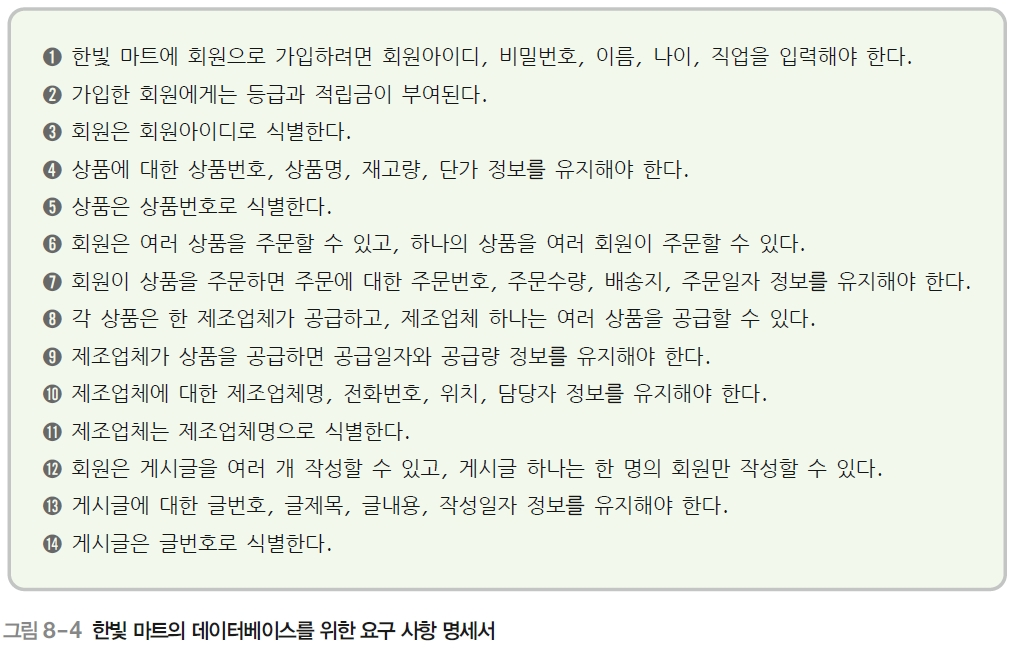 ❶ 한빛 마트에 회원으로 가입하려면 회원아이디, 비밀번호, 이름, 나이, 직업을 입력해야 한다.
❷ 가입한 회원에게는 등급과 적립금이 부여된다.
❸ 회원은 회원아이디로 식별한다.
❹ 상품에 대한 상품번호, 상품명, 재고량, 단가 정보를 유지해야 한다.
❺ 상품은 상품번호로 식별한다.
❻ 회원은 여러 상품을 주문할 수 있고, 하나의 상품을 여러 회원이 주문할 수 있다.
❼ 회원이 상품을 주문하면 주문에 대한 주문번호, 주문수량, 배송지, 주문일자 정보를 유지해야 한다.
❽ 각 상품은 한 제조업체가 공급하고, 제조업체 하나는 여러 상품을 공급할 수 있다.
❾ 제조업체가 상품을 공급하면 공급일자와 공급량 정보를 유지해야 한다.
❿ 제조업체에 대한 제조업체명, 전화번호, 위치, 담당자 정보를 유지해야 한다.
⓫ 제조업체는 제조업체명으로 식별한다.
⓬ 회원은 게시글을 여러 개 작성할 수 있고, 게시글 하나는 한 명의 회원만 작성할 수 있다.
⓭ 게시글에 대한 글번호, 글제목, 글내용, 작성일자 정보를 유지해야 한다.
⓮ 게시글은 글번호로 식별한다.
그림 8-4 한빛 마트의 데이터베이스를 위한 요구 사항 명세서